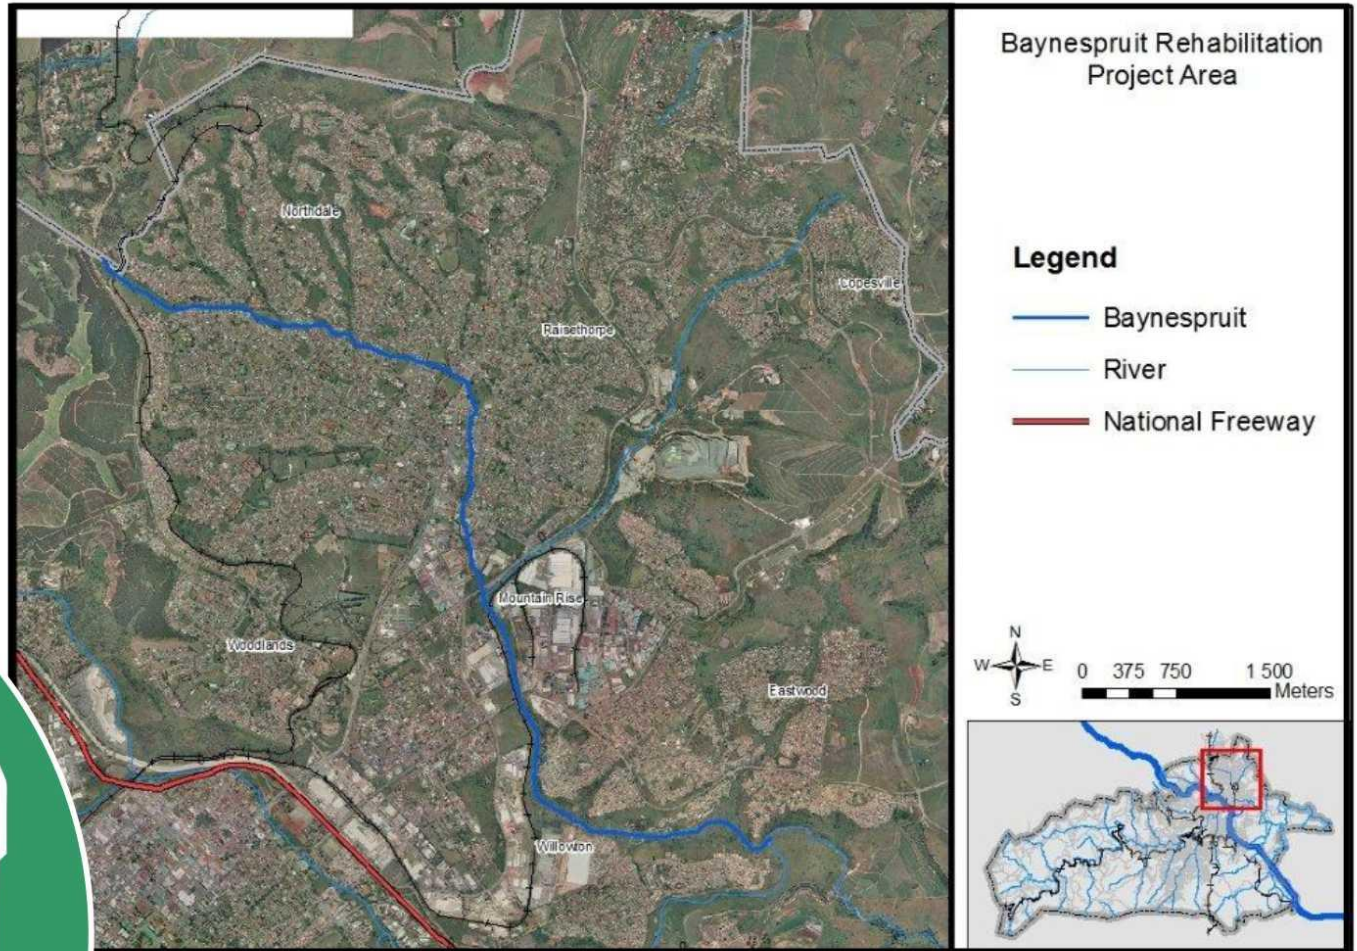 Baynespruit Rehabilitation
Project Area
Northdale
Copesville
Raisethorpe
Mountain Rise
Woodlands
Eastwood
Willowton
Legend
Baynespruit
River
National Freeway
N
W E
S
0 375 750 1 500
Meters